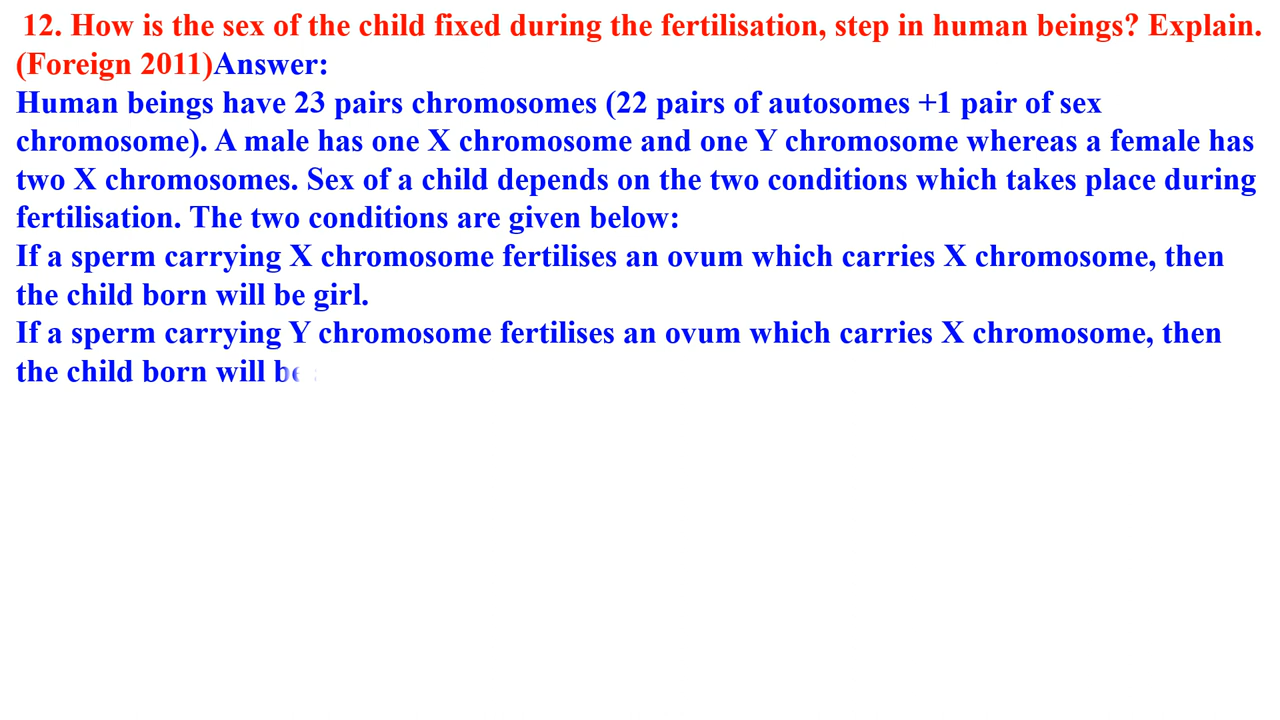 12. How is the sex of the child fixed during the fertilisation, step in human beings? Explain.
(Foreign 2011)Answer:
Human beings have 23 pairs chromosomes (22 pairs of autosomes +1 pair of sex
chromosome). A male has one X chromosome and one Y chromosome whereas a female has
two X chromosomes. Sex of a child depends on the two conditions which takes place during
fertilisation. The two conditions are given below:
If a sperm carrying X chromosome fertilises an ovum which carries X chromosome, then
the child born will be girl.
If a sperm carrying Y chromosome fertilises an ovum which carries X chromosome, then
the child born will be